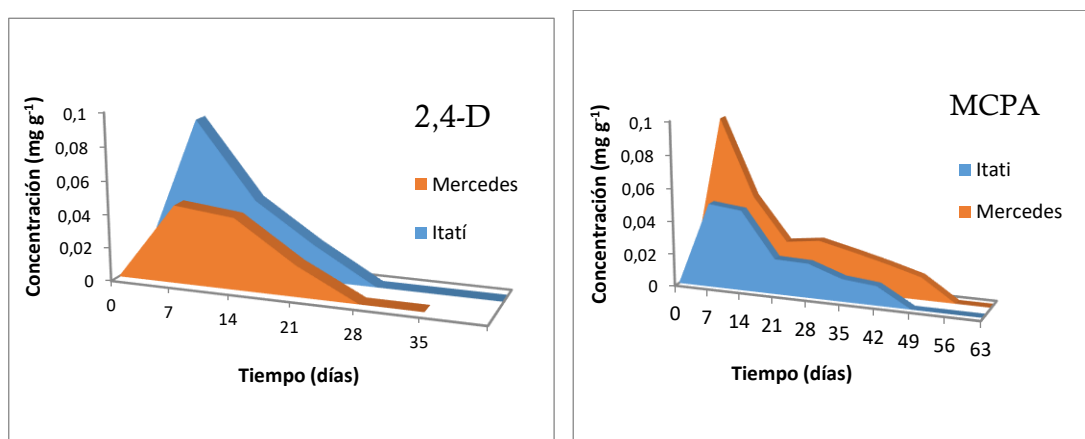 2,4-D
Concentración (mg g-1)
0,1
0,08
0,06
0,04
0,02
0
Mercedes
Itatí
0 7 14 21 28 35
Tiempo (días)
MCPA
Concentración (mg g-1)
0,1
0,08
0,06
0,04
0,02
0
Itati
Mercedes
0 7 14 21 28 35 42 49 56 63
Tiempo (días)